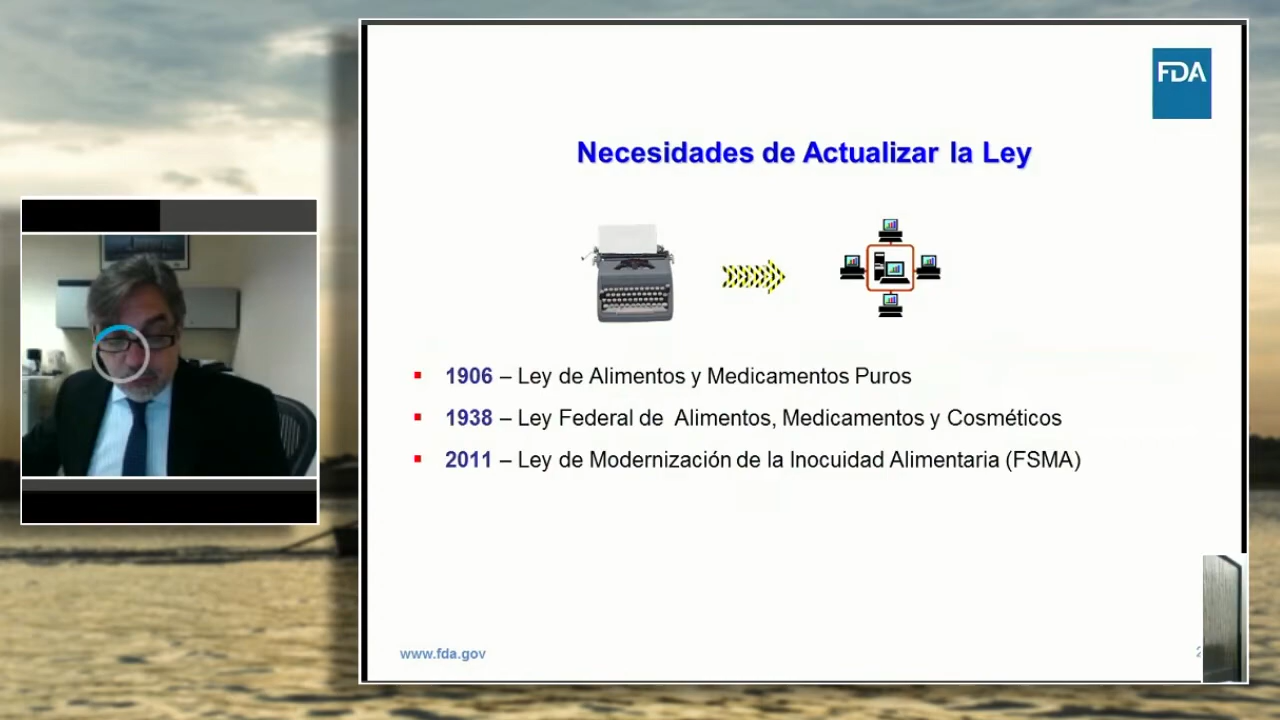 FDA
Necesidades de Actualizar la Ley
1906 – Ley de Alimentos y Medicamentos Puros
1938 – Ley Federal de Alimentos, Medicamentos y Cosméticos
2011 – Ley de Modernización de la Inocuidad Alimentaria (FSMA)
www.fda.gov